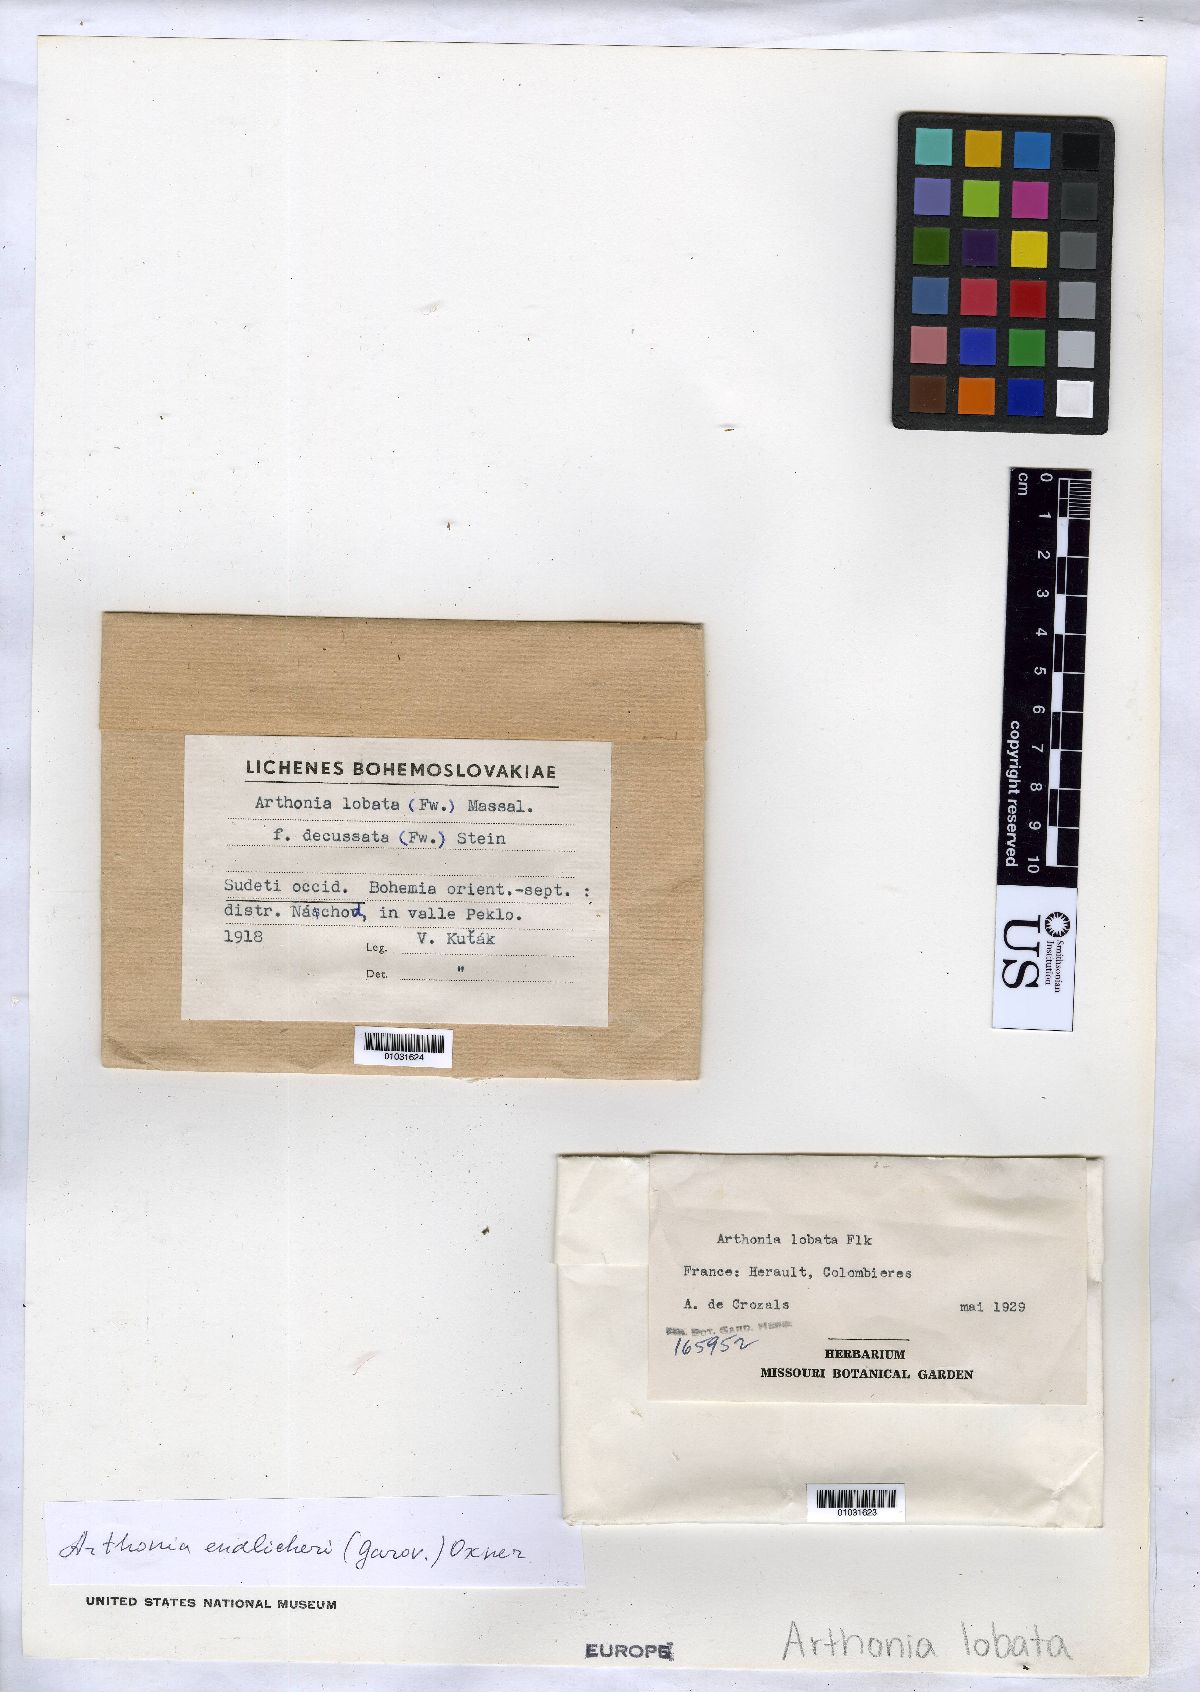 0 1 2 3 4 5 6 7 8 9 10
cm
copyright reserved
Smithsonian
Institution
US
LICHENES BOHEMOSLOVAKIAE
Arthonia lobata (Fw.) Massal.
f. decussata (Fw.) Stein
Sudeti occid. Bohemia orient.-sept. :
distr. Náchod, in valle Peklo.
1918 Leg. V. Kuťák
Det. "
01031624
Arthonia lobata Flk
France: Herault, Colombieres
A. de Crozals mai 1929
BOT. GARD. HERB.
165952
HERBARIUM
MISSOURI BOTANICAL GARDEN
01031623
Arthonia endlicheri (Garov.) Oxner
UNITED STATES NATIONAL MUSEUM
EUROPE
Arthonia lobata